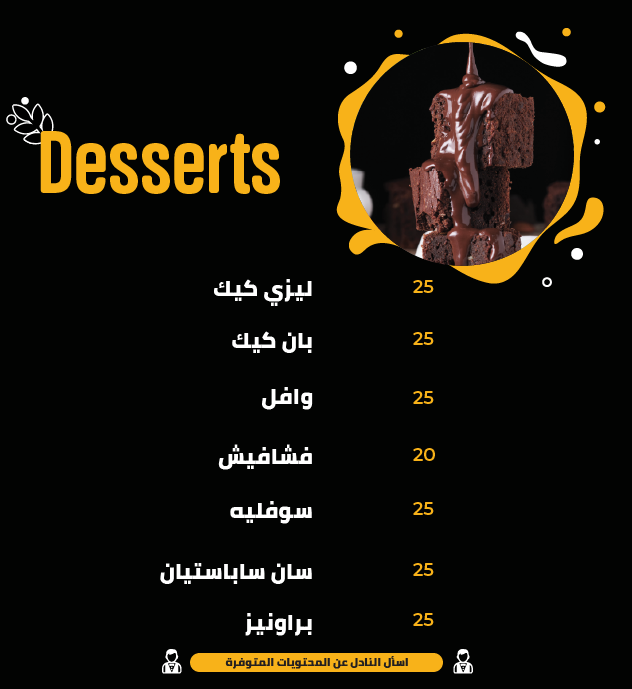 Desserts
ليزي كيك 25
بان كيك 25
وافل 25
فشافيش 20
سوفليه 25
سان ساباستيان 25
براونيز 25
اسأل النادل عن المحتويات المتوفرة